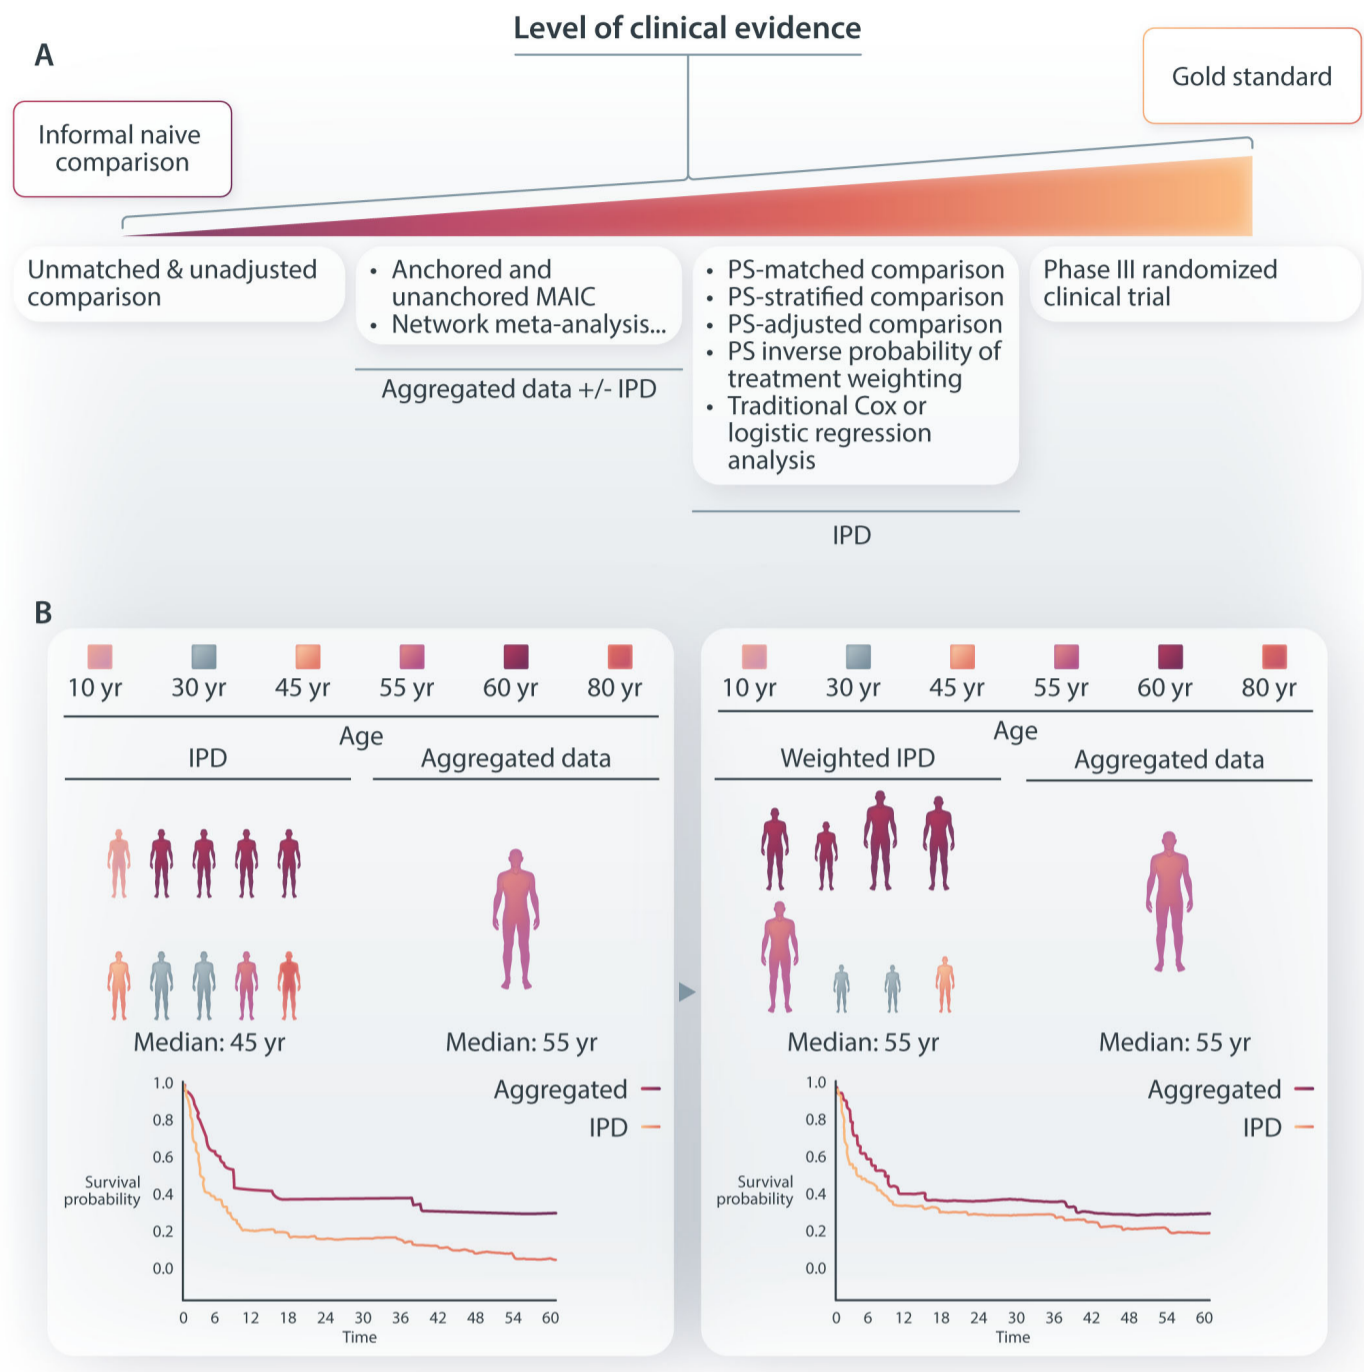 Level of clinical evidence
A
Gold standard
Informal naive
comparison
Unmatched & unadjusted
comparison
• Anchored and
unanchored MAIC
• Network meta-analysis...
Aggregated data +/- IPD
• PS-matched comparison
• PS-stratified comparison
• PS-adjusted comparison
• PS inverse probability of
treatment weighting
• Traditional Cox or
logistic regression
analysis
IPD
Phase III randomized
clinical trial
B
10 yr 30 yr 45 yr 55 yr 60 yr 80 yr
Age
IPD
Aggregated data
Median: 45 yr
Median: 55 yr
Aggregated
IPD
1.0
0.8
0.6
0.4
0.2
0.0
Survival
probability
0 6 12 18 24 30 36 42 48 54 60
Time
10 yr 30 yr 45 yr 55 yr 60 yr 80 yr
Age
Weighted IPD
Aggregated data
Median: 55 yr
Median: 55 yr
Aggregated
IPD
1.0
0.8
0.6
0.4
0.2
0.0
Survival
probability
0 6 12 18 24 30 36 42 48 54 60
Time